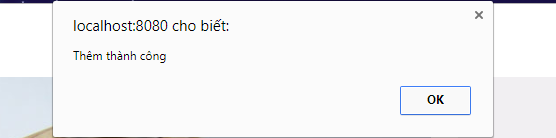 localhost:8080 cho biết:
Thêm thành công
OK